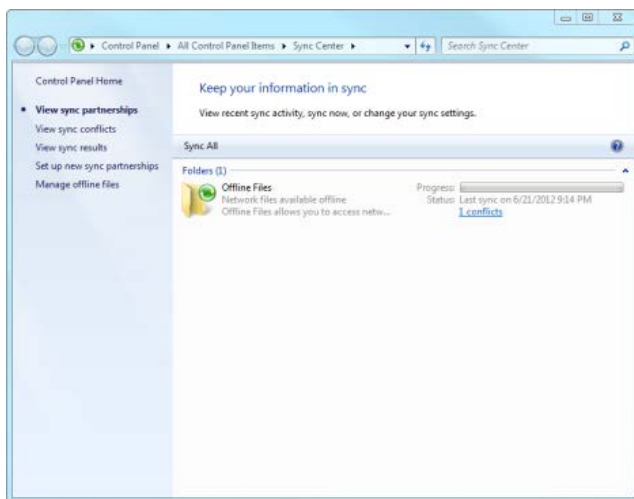 Control Panel ▸ All Control Panel Items ▸ Sync Center ▸
Search Sync Center
Control Panel Home
View sync partnerships
View sync conflicts
View sync results
Set up new sync partnerships
Manage offline files
Keep your information in sync
View recent sync activity, sync now, or change your sync settings.
Sync All
Folders (1)
Offline Files
Network files available offline
Offline Files allows you to access netw...
Progress:
Status: Last sync on 6/21/2012 9:14 PM
1 conflicts